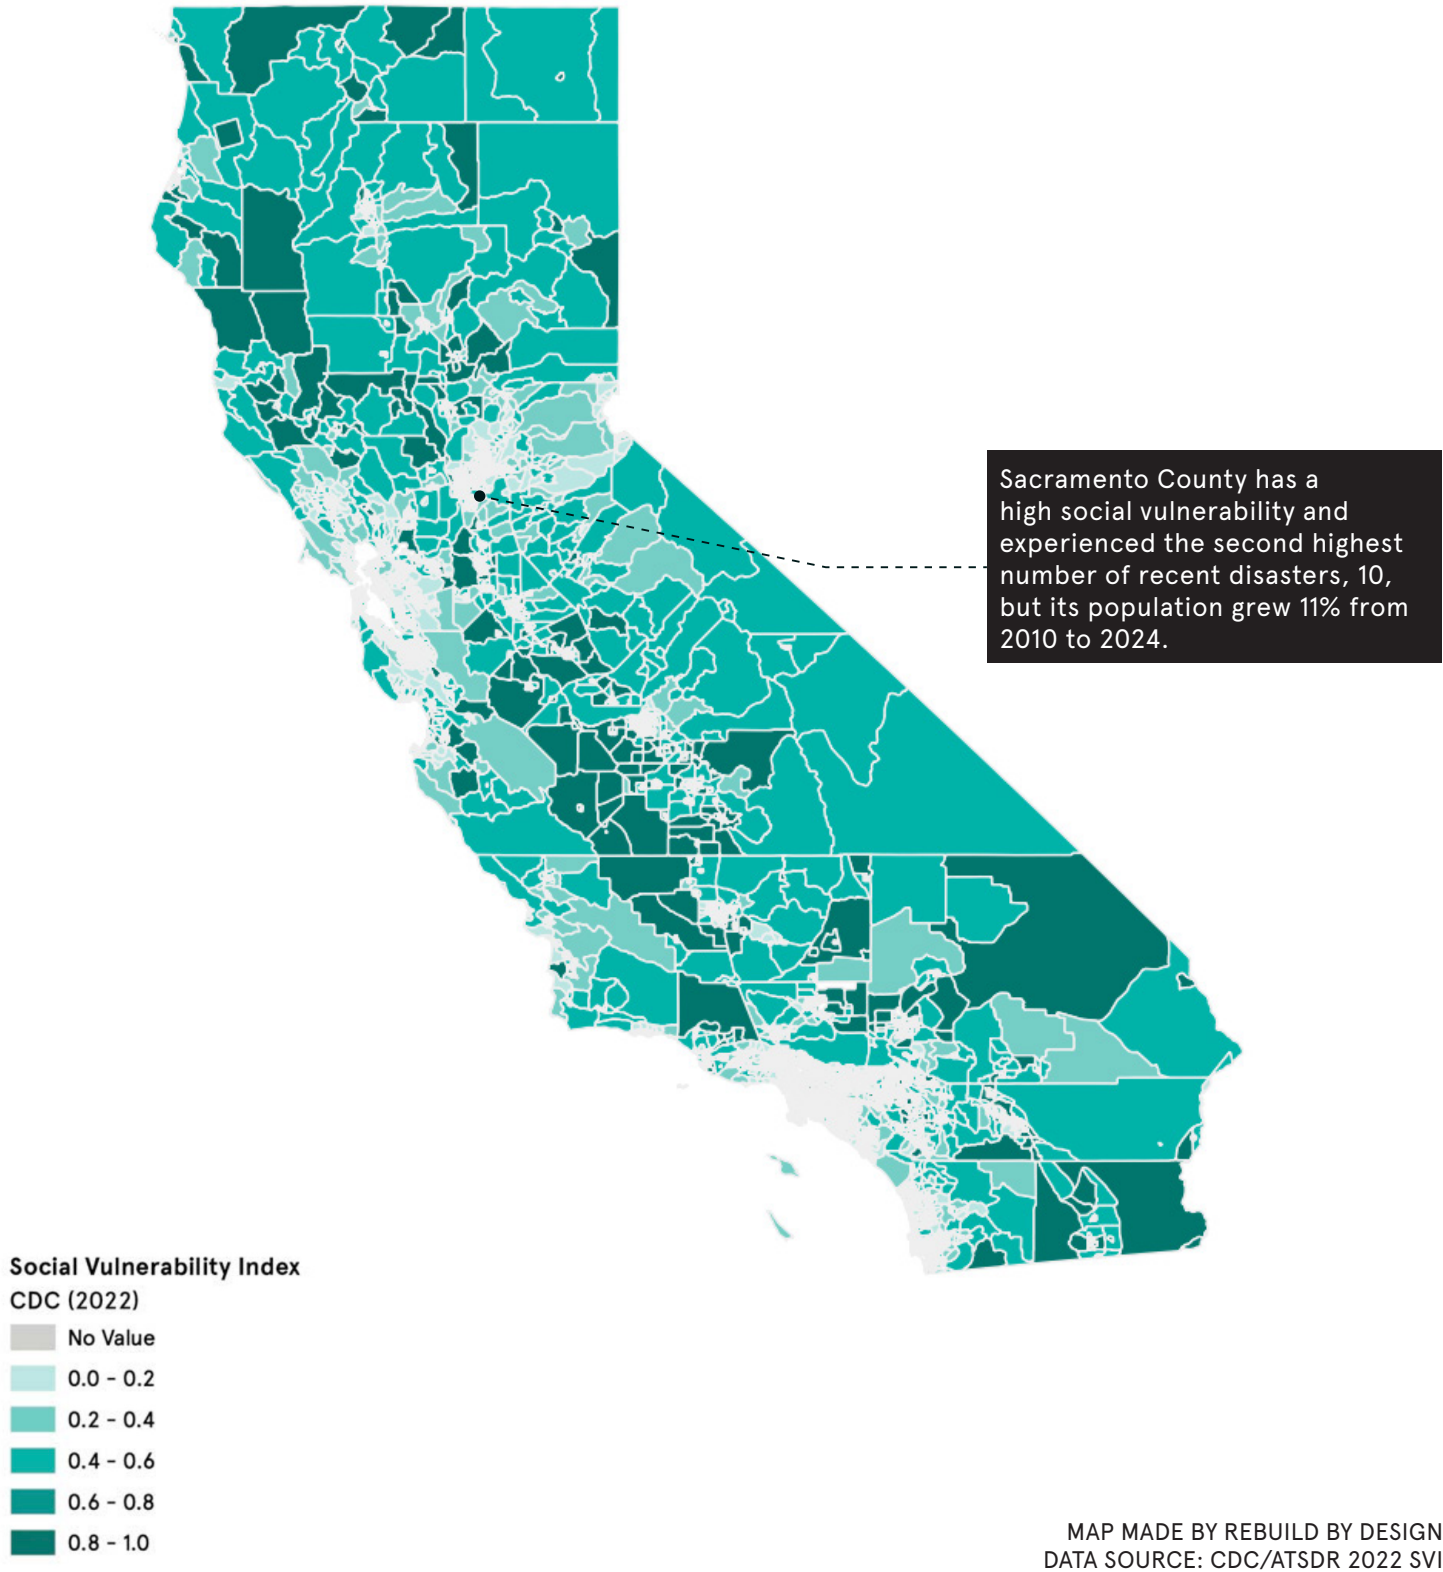 Sacramento County has a
high social vulnerability and
experienced the second highest
number of recent disasters, 10,
but its population grew 11% from
2010 to 2024.
Social Vulnerability Index
CDC (2022)
No Value
0.0 - 0.2
0.2 - 0.4
0.4 - 0.6
0.6 - 0.8
0.8 - 1.0
MAP MADE BY REBUILD BY DESIGN
DATA SOURCE: CDC/ATSDR 2022 SVI